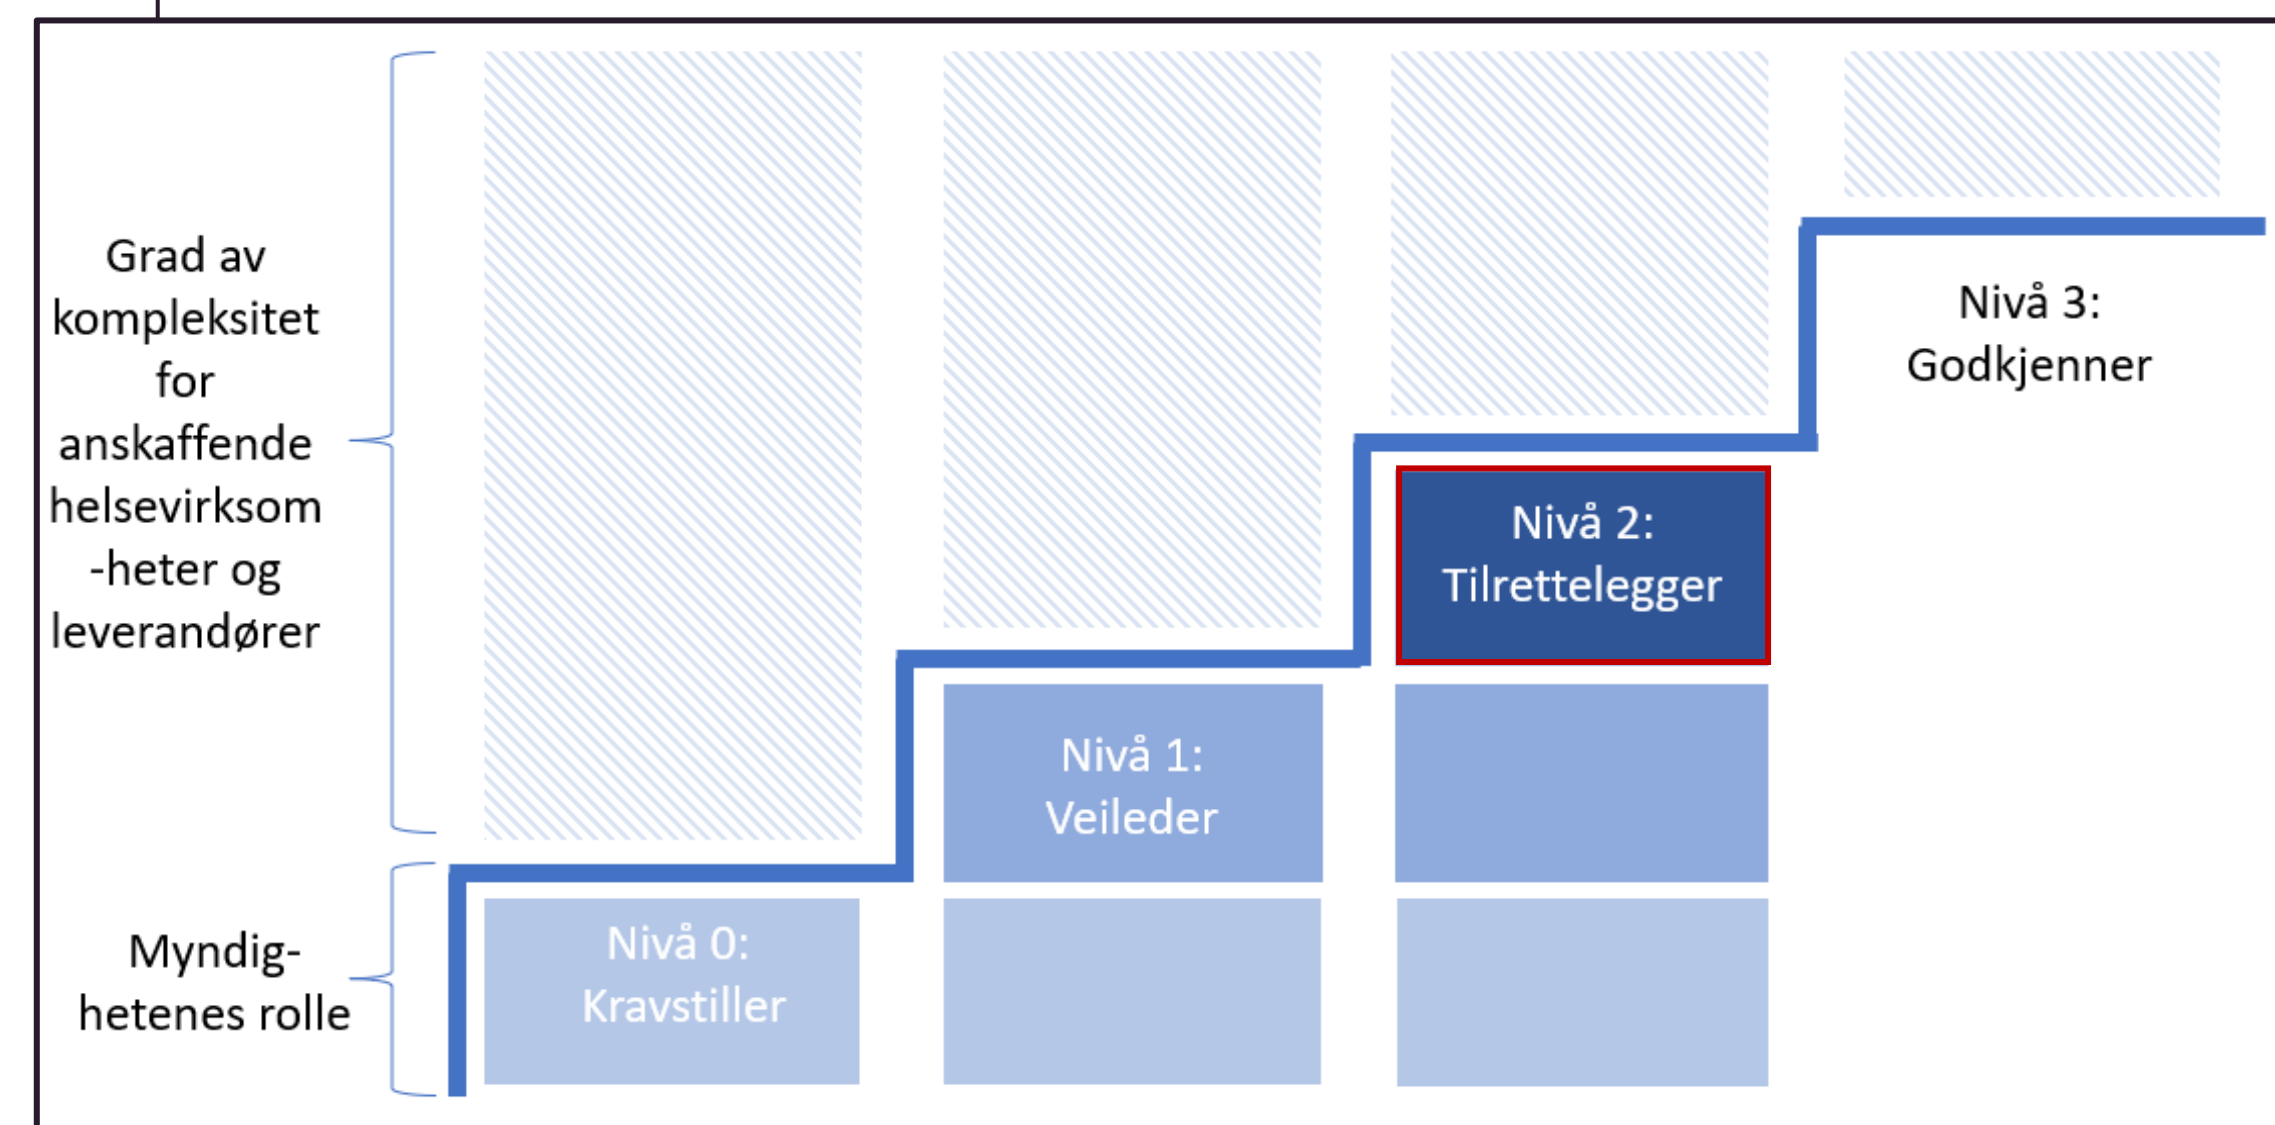 Grad av
kompleksitet
for
anskaffende
helsevirksom
-heter og
leverandører
Myndig-
hetenes rolle
Nivå 0:
Kravstiller
Nivå 1:
Veileder
Nivå 2:
Tilrettelegger
Nivå 3:
Godkjenner